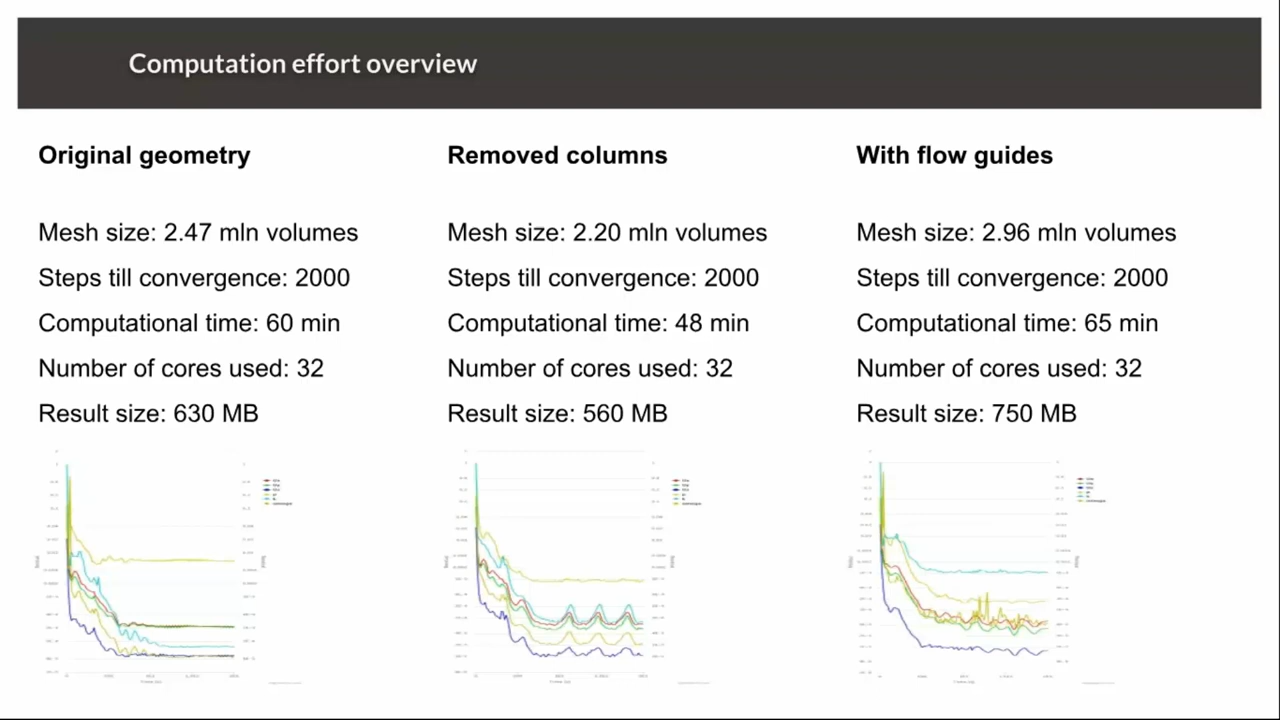 Computation effort overview
Original geometry
Mesh size: 2.47 mln volumes
Steps till convergence: 2000
Computational time: 60 min
Number of cores used: 32
Result size: 630 MB
Removed columns
Mesh size: 2.20 mln volumes
Steps till convergence: 2000
Computational time: 48 min
Number of cores used: 32
Result size: 560 MB
With flow guides
Mesh size: 2.96 mln volumes
Steps till convergence: 2000
Computational time: 65 min
Number of cores used: 32
Result size: 750 MB